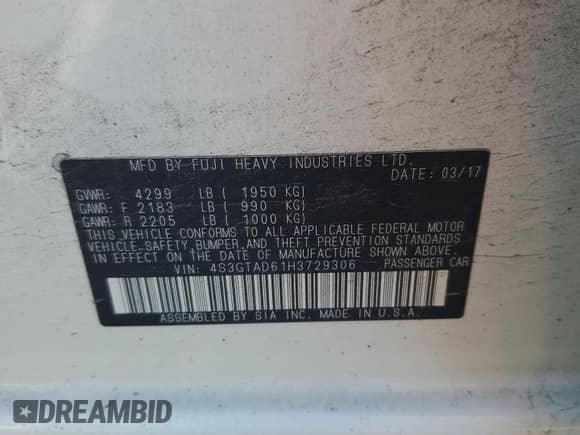 MFD BY FUJI HEAVY INDUSTRIES LTD.
DATE: 03/17
GVWR: 4299 LB ( 1950 KG)
GAWR: F 2183 LB ( 990 KG)
GAWR: R 2205 LB ( 1000 KG)
THIS VEHICLE CONFORMS TO ALL APPLICABLE FEDERAL MOTOR
VEHICLE-SAFETY, BUMPER, AND THEFT PREVENTION STANDARDS
IN EFFECT ON THE DATE OF MANUFACTURE SHOWN ABOVE.
VIN: 4S3GTAD61H3729306 PASSENGER CAR
ASSEMBLED BY SIA INC. MADE IN U.S.A.
DREAMBID